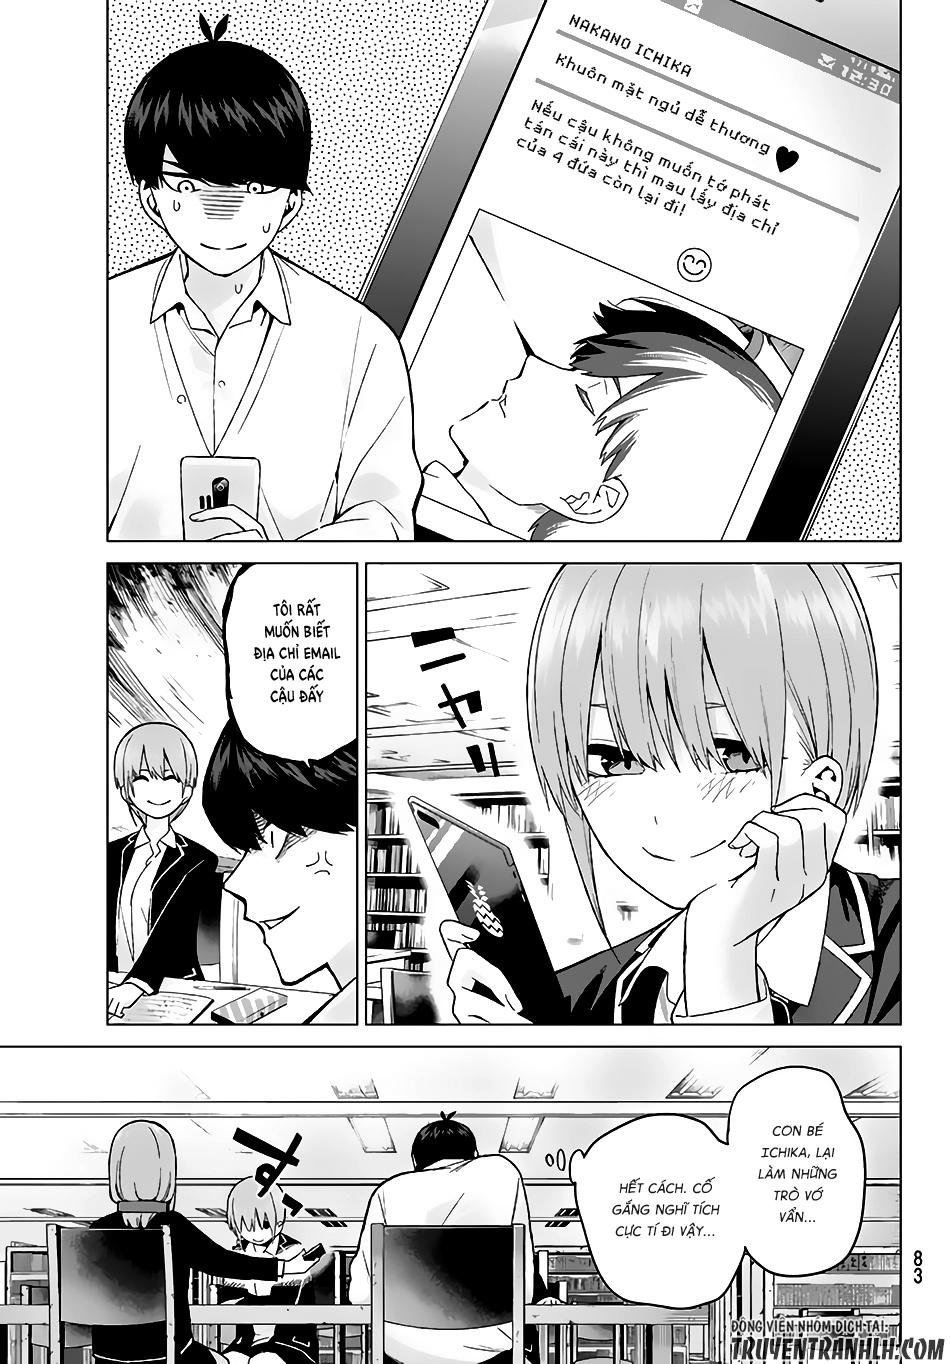 NAKANO ICHIKA
12:30
Khuôn mặt ngủ dễ thương ♥
Nếu cậu không muốn tớ phát
tán cái này thì mau lấy địa chỉ
của 4 đứa còn lại đi!
ニヤニヤ
TÔI RẤT
MUỐN BIẾT
ĐỊA CHỈ EMAIL
CỦA CÁC
CẬU ĐẤY
CON BÉ
ICHIKA, LẠI
LÀM NHỮNG
TRÒ VỚ
VẨN...
HẾT CÁCH. CỐ
GẮNG NGHĨ TÍCH
CỰC TÍ ĐI VẬY...
83
ĐỘNG VIÊN NHÓM DỊCH TẠI:
TRUYENTRANHLH.COM